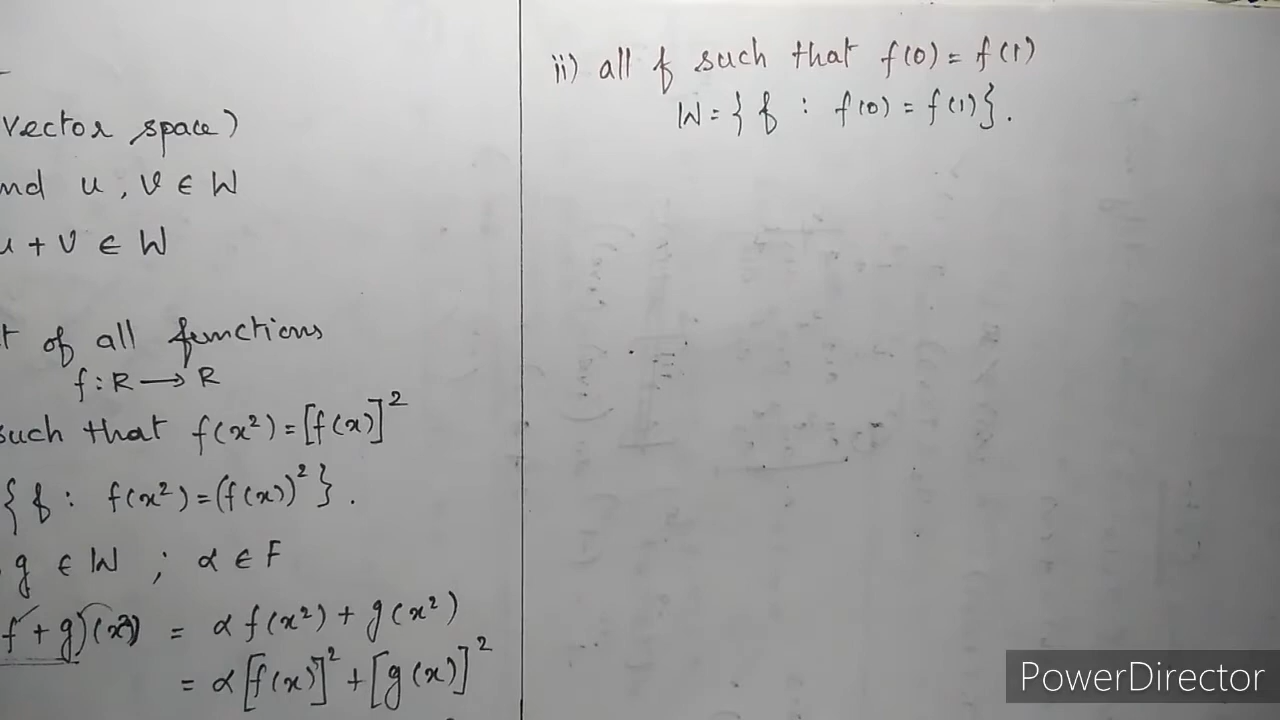 vector space)
nd u, v ∈ W
u + v ∈ W
t of all functions
f : R → R
such that f(x²) = [f(x)]²
{f : f(x²) = (f(x))²}.
g ∈ W ; α ∈ F
f + g)(x²) = α f(x²) + g(x²)
= α [f(x)]² + [g(x)]²
ii) all f such that f(0) = f(1)
W = {f : f(0) = f(1)}.
PowerDirector